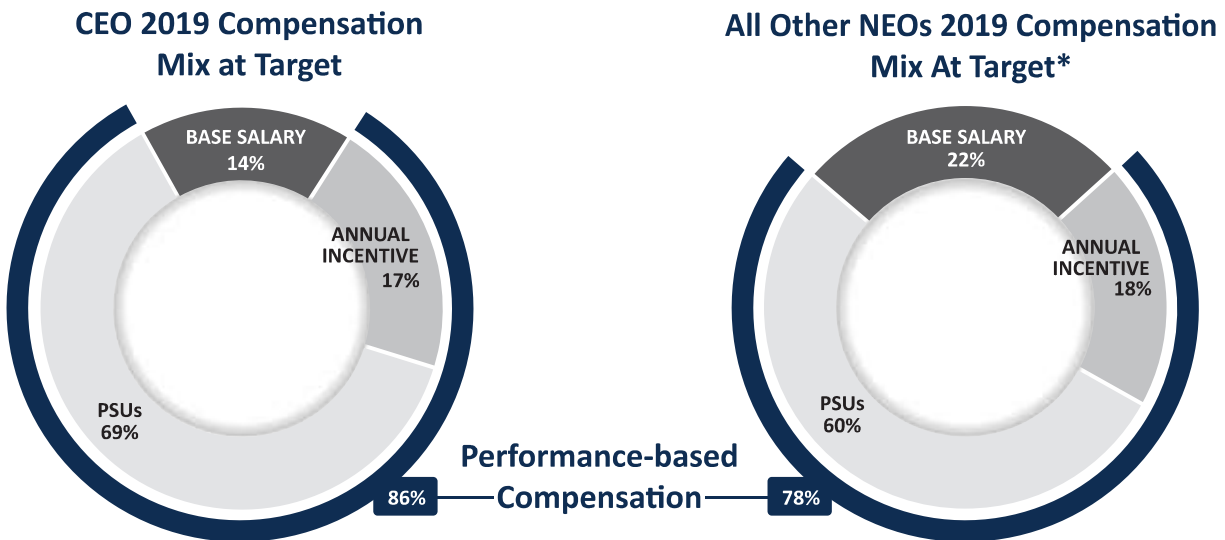 CEO 2019 Compensation
Mix at Target
BASE SALARY
14%
ANNUAL
INCENTIVE
17%
PSUs
69%
All Other NEOs 2019 Compensation
Mix At Target*
BASE SALARY
22%
ANNUAL
INCENTIVE
18%
PSUs
60%
Performance-based
86% Compensation 78%